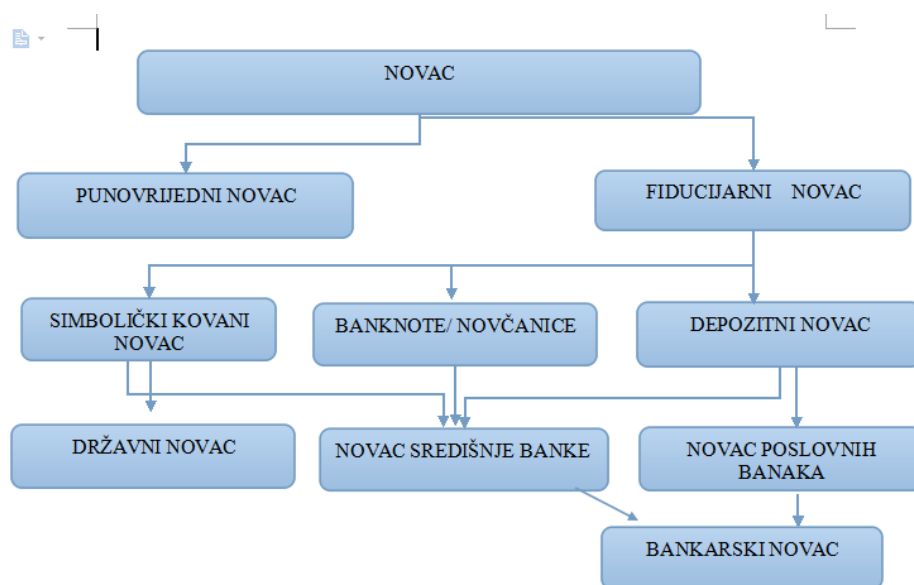 NOVAC
PUNOVRIJEDNI NOVAC
FIDUCIJARNI NOVAC
SIMBOLIČKI KOVANI
NOVAC
BANKNOTE/ NOVČANICE
DEPOZITNI NOVAC
DRŽAVNI NOVAC
NOVAC SREDIŠNJE BANKE
NOVAC POSLOVNIH
BANAKA
BANKARSKI NOVAC